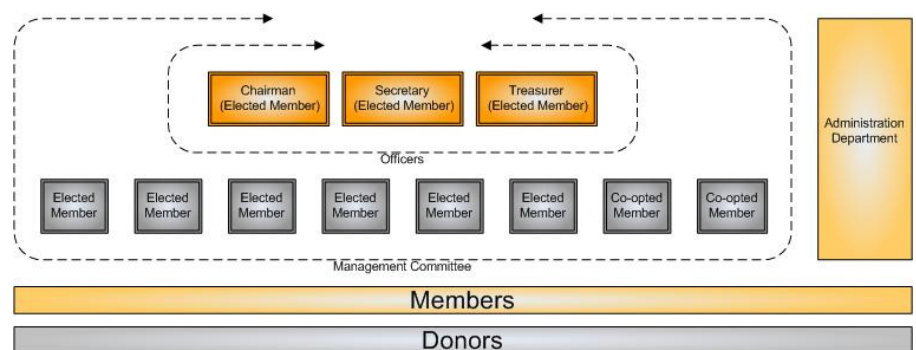 Chairman
(Elected Member)
Secretary
(Elected Member)
Treasurer
(Elected Member)
Administration
Department
Officers
Elected
Member
Elected
Member
Elected
Member
Elected
Member
Elected
Member
Elected
Member
Co-opted
Member
Co-opted
Member
Management Committee
Members
Donors